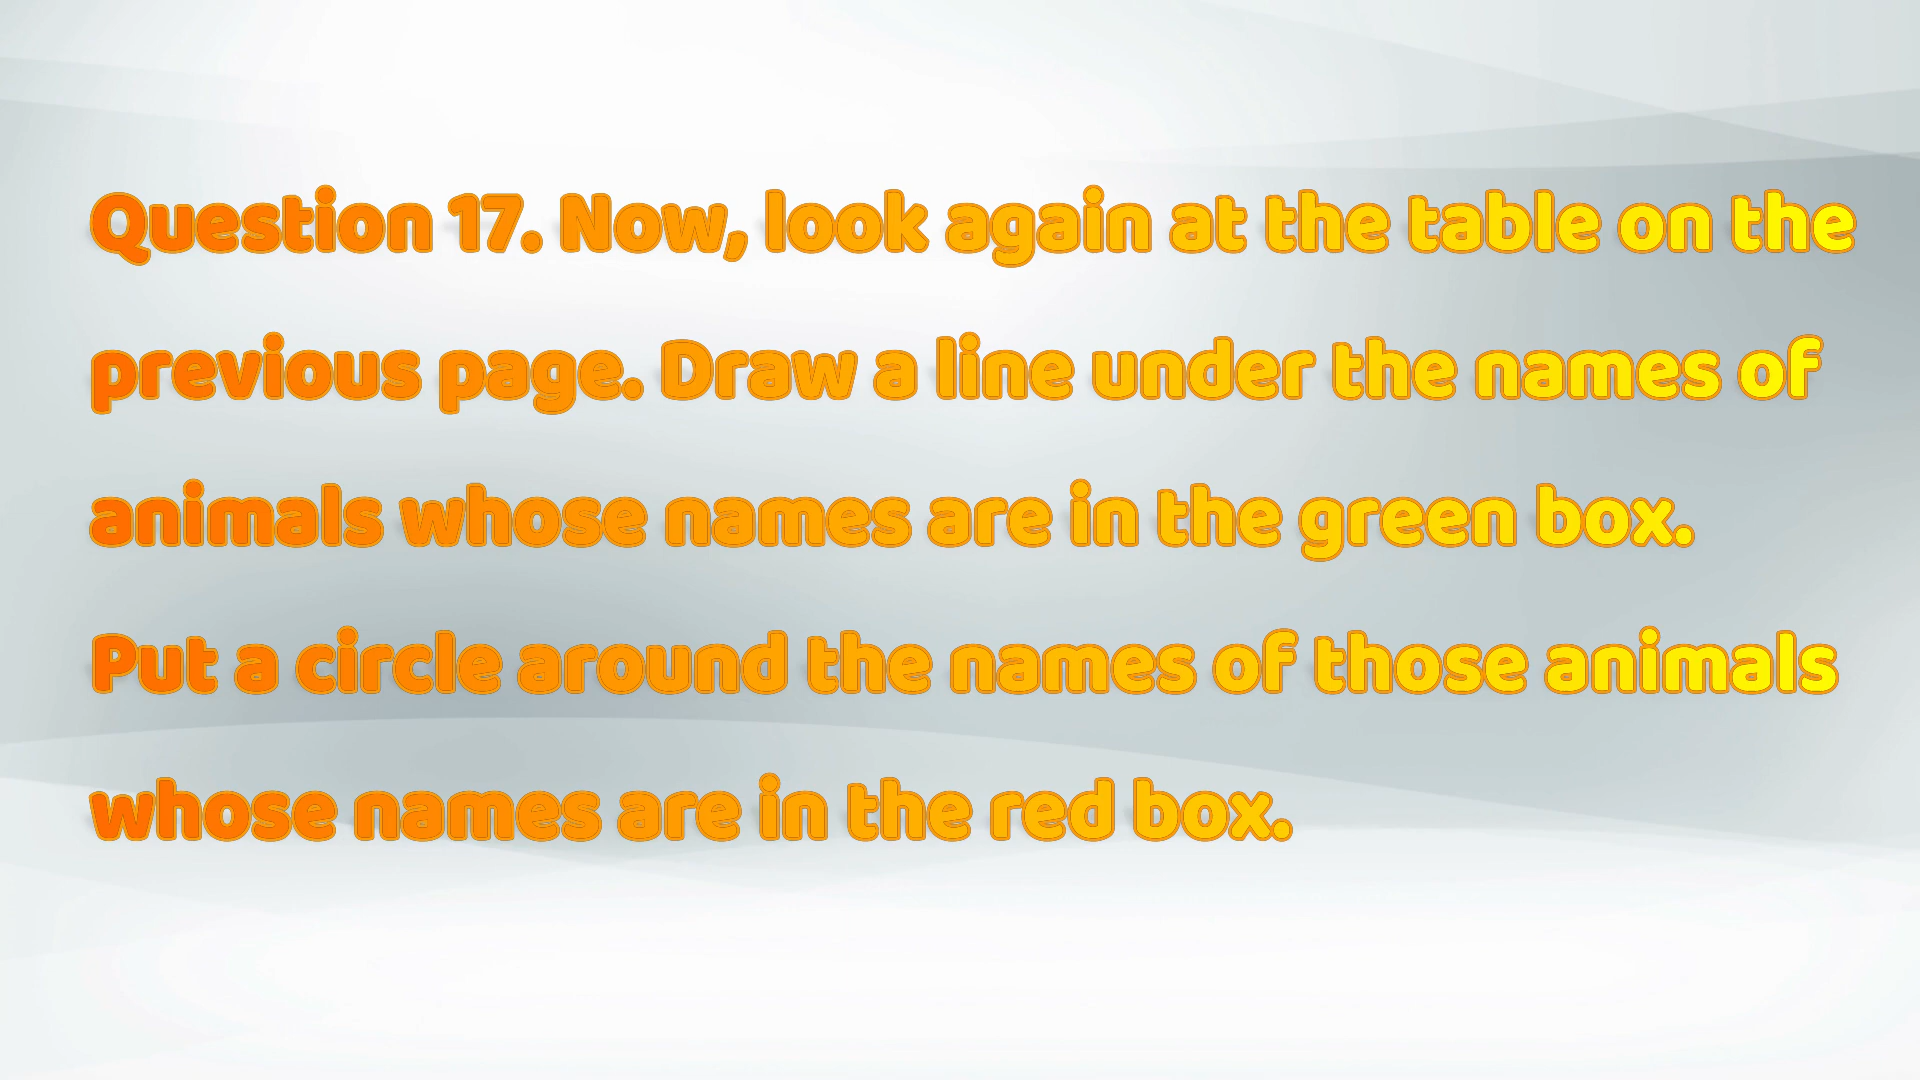 Question 17. Now, look again at the table on the
previous page. Draw a line under the names of
animals whose names are in the green box.
Put a circle around the names of those animals
whose names are in the red box.